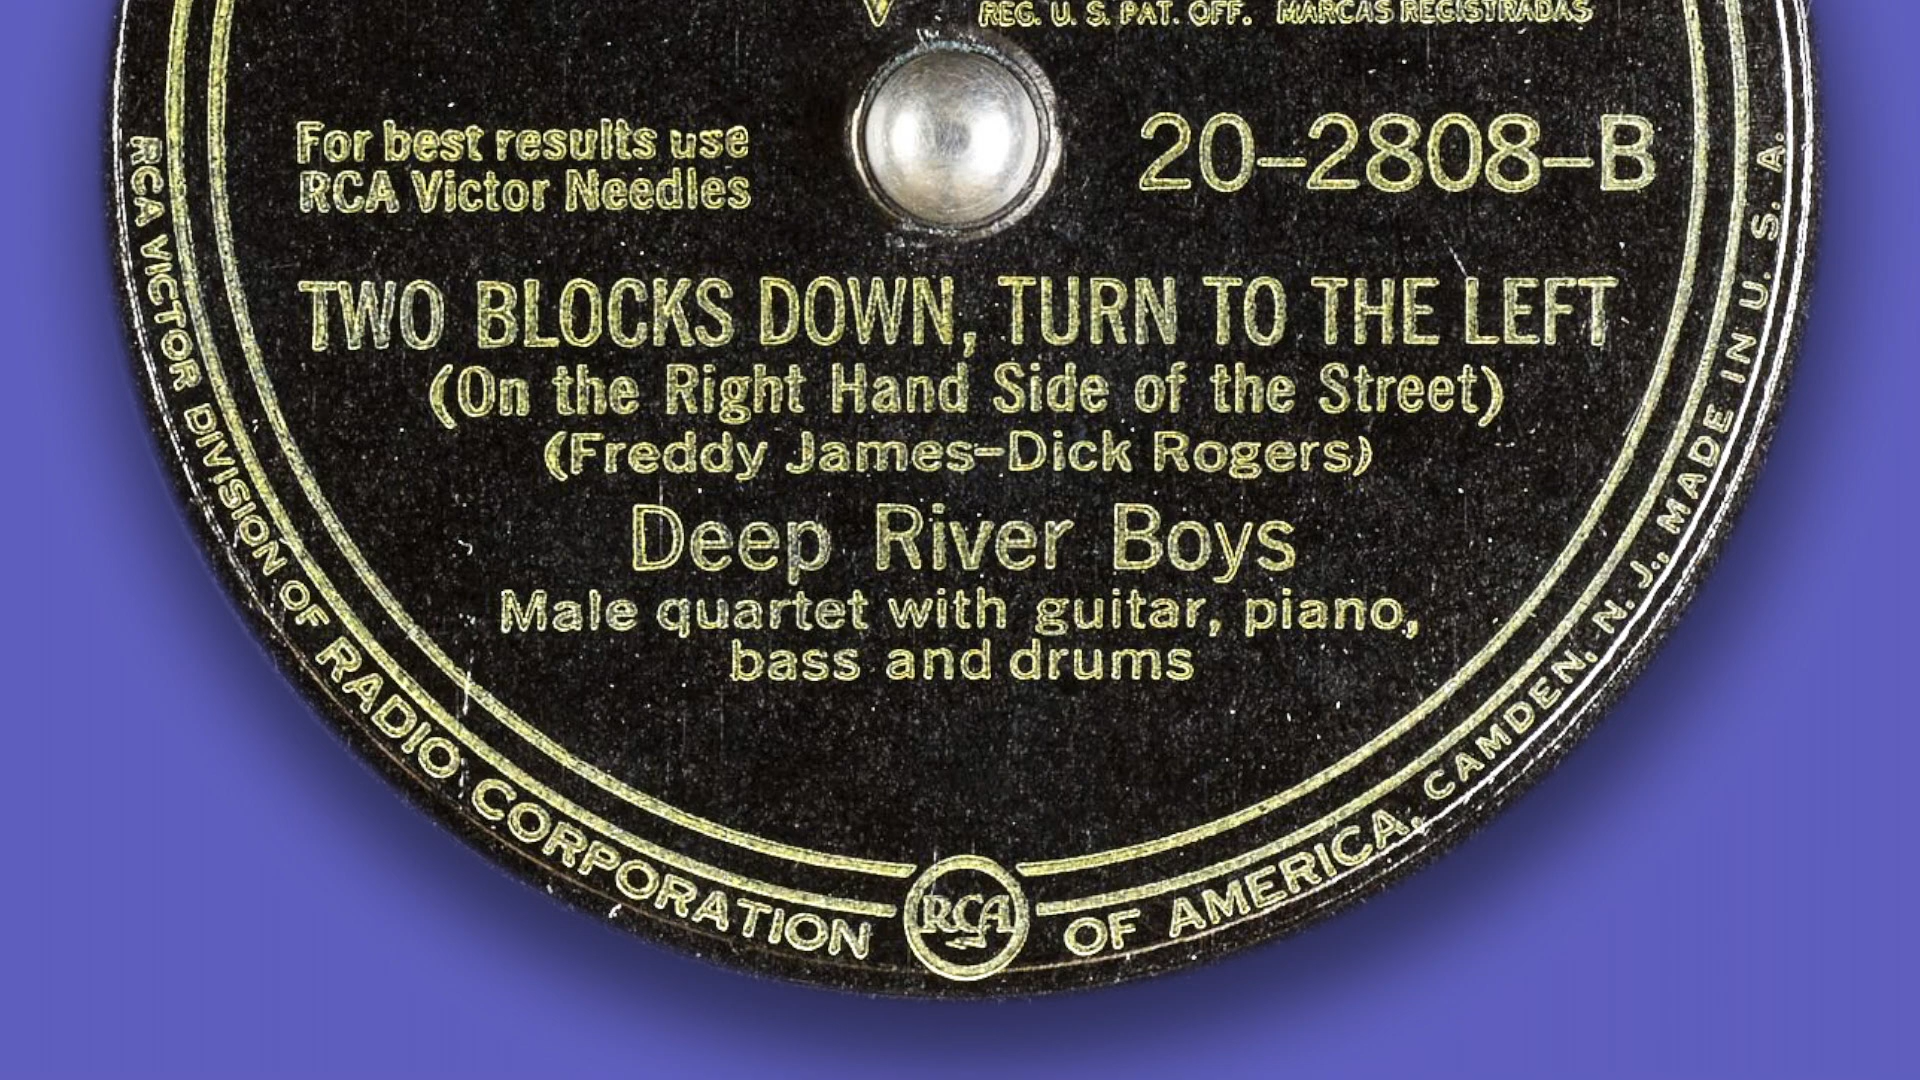 REG. U. S. PAT. OFF. MARCAS REGISTRADAS
For best results use
RCA Victor Needles
20-2808-B
TWO BLOCKS DOWN, TURN TO THE LEFT
(On the Right Hand Side of the Street)
(Freddy James-Dick Rogers)
Deep River Boys
Male quartet with guitar, piano,
bass and drums
RCA VICTOR DIVISION OF RADIO CORPORATION OF AMERICA, CAMDEN, N. J., MADE IN U. S. A.
RCA